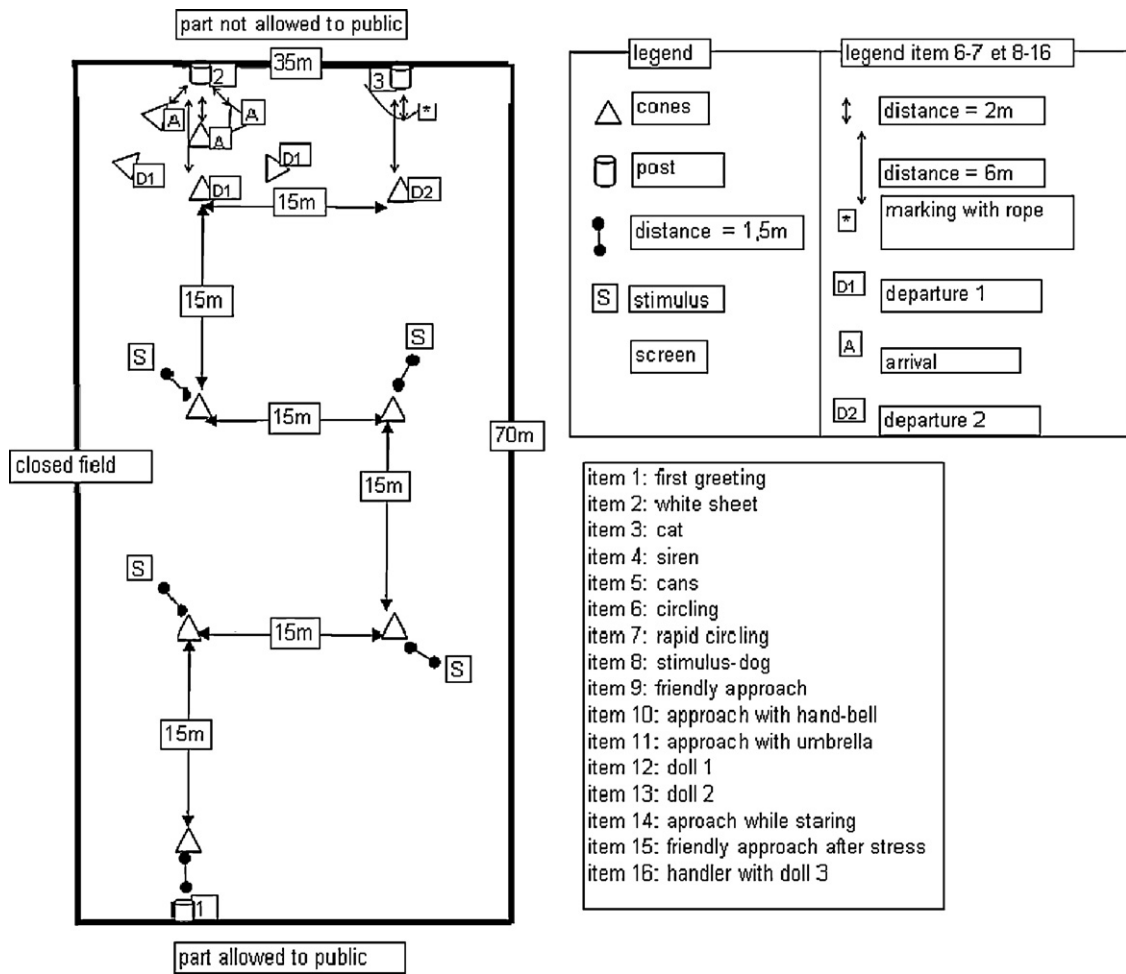 part not allowed to public
35m
2
3
A
A
A
*
D1
D1
D1
D2
15m
15m
S
S
15m
70m
closed field
15m
S
15m
S
15m
1
part allowed to public
legend
cones
post
distance = 1,5m
S
stimulus
screen
legend item 6-7 et 8-16
distance = 2m
distance = 6m
*
marking with rope
D1
departure 1
A
arrival
D2
departure 2
item 1: first greeting
item 2: white sheet
item 3: cat
item 4: siren
item 5: cans
item 6: circling
item 7: rapid circling
item 8: stimulus-dog
item 9: friendly approach
item 10: approach with hand-bell
item 11: approach with umbrella
item 12: doll 1
item 13: doll 2
item 14: aproach while staring
item 15: friendly approach after stress
item 16: handler with doll 3